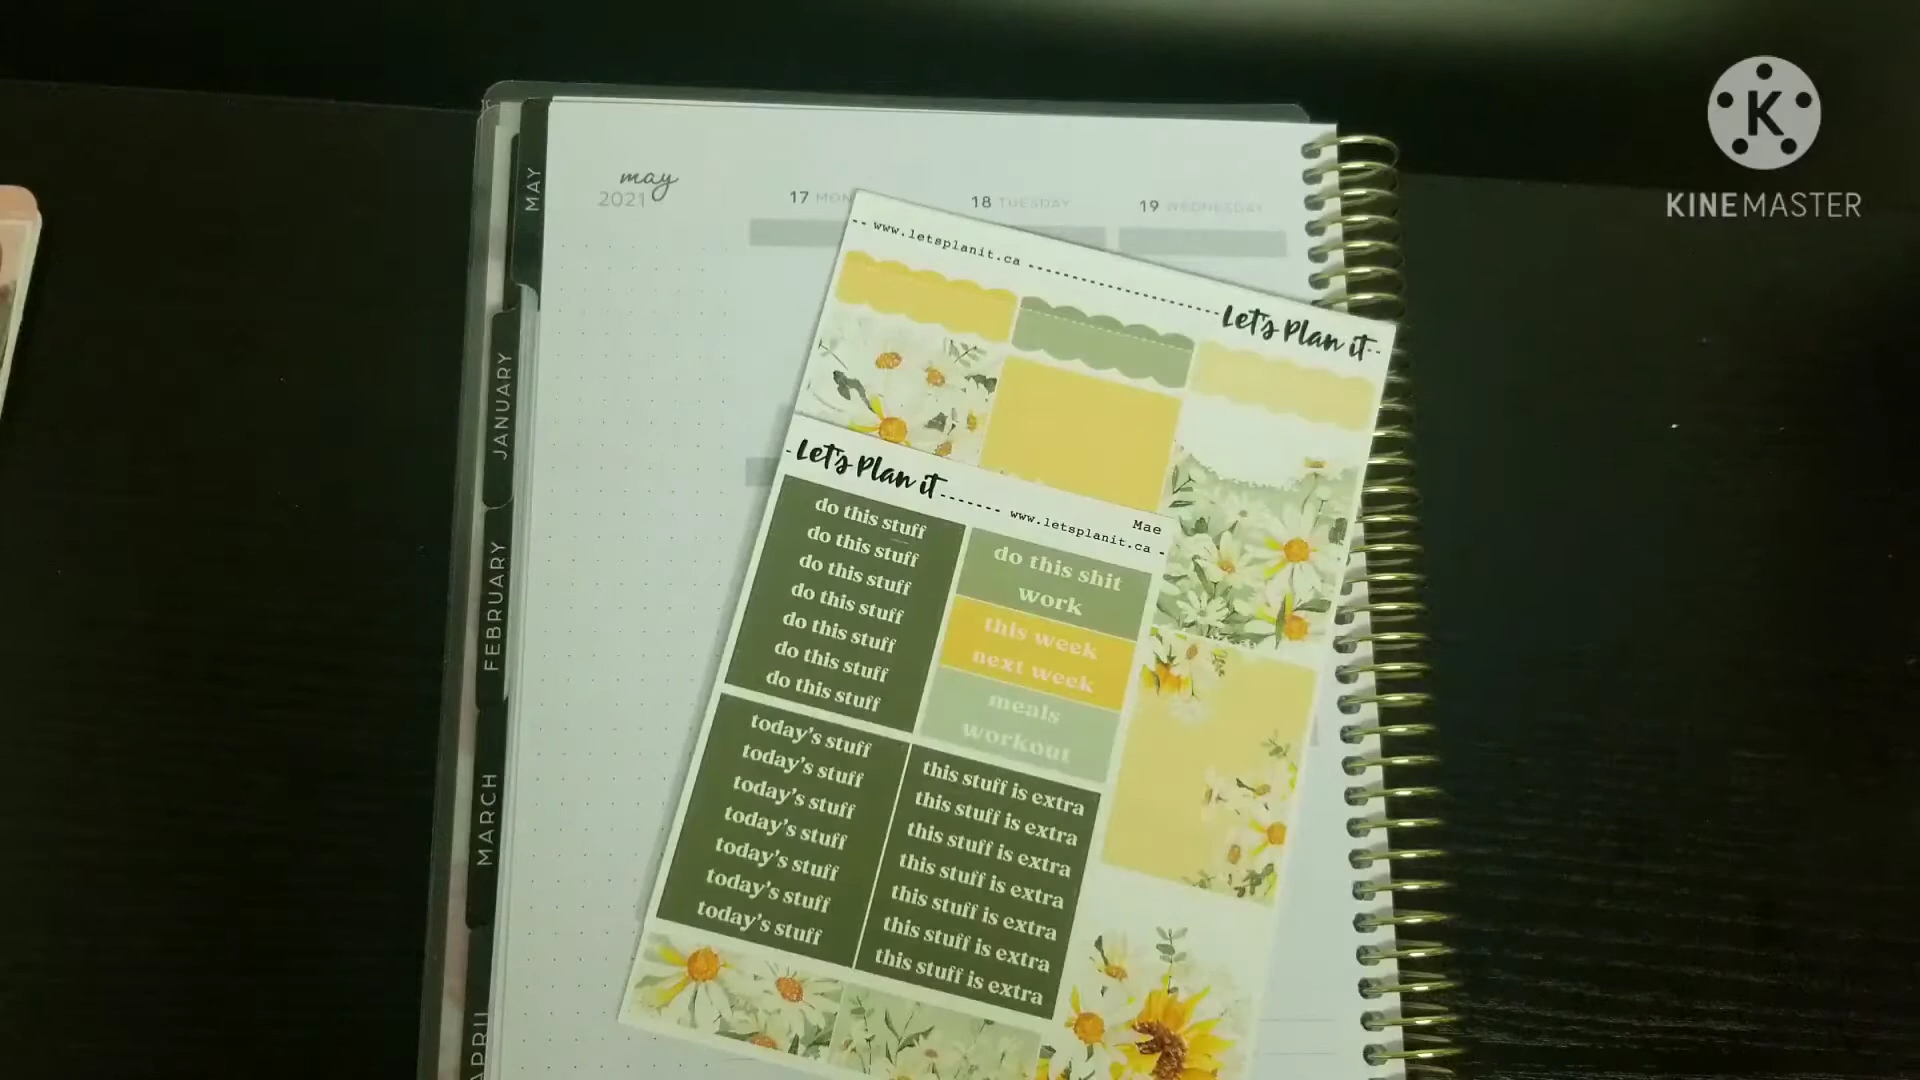 K
KINEMASTER
MAY
may
2021
17 MON
18 TUESDAY
19 WEDNESDAY
JANUARY
FEBRUARY
MARCH
APRIL
-- www.letsplanit.ca --------------------
Let's Plan it--
-Let's Plan it------ www.letsplanit.ca -
Mae
do this stuff
do this stuff
do this stuff
do this stuff
do this stuff
do this stuff
do this stuff
do this shit
work
this week
next week
meals
workout
today's stuff
today's stuff
today's stuff
today's stuff
today's stuff
today's stuff
today's stuff
this stuff is extra
this stuff is extra
this stuff is extra
this stuff is extra
this stuff is extra
this stuff is extra
this stuff is extra